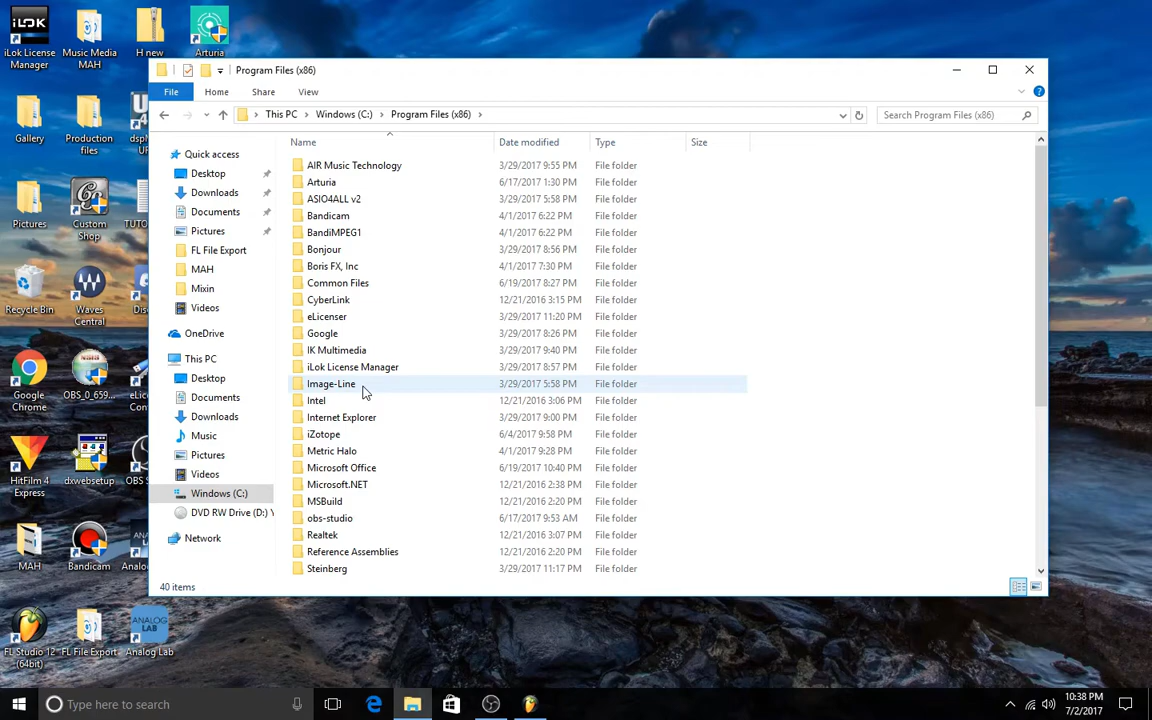 iLok License Manager
Music Media MAH
H new
Arturia
Gallery
Production files
Pictures
Custom Shop
Recycle Bin
Waves Central
Google Chrome
OBS_0_659...
HitFilm 4 Express
dxwebsetup
OBS S
MAH
Bandicam
FL Studio 12 (64bit)
FL File Export
Analog Lab
ANALOG LAB
Program Files (x86)
File Home Share View
This PC > Windows (C:) > Program Files (x86) >
Search Program Files (x86)
Quick access
Desktop
Downloads
Documents
Pictures
FL File Export
MAH
Mixin
Videos
OneDrive
This PC
Desktop
Documents
Downloads
Music
Pictures
Videos
Windows (C:)
DVD RW Drive (D:) Y
Network
Name Date modified Type Size
AIR Music Technology 3/29/2017 9:55 PM File folder
Arturia 6/17/2017 1:30 PM File folder
ASIO4ALL v2 3/29/2017 5:58 PM File folder
Bandicam 4/1/2017 6:22 PM File folder
BandiMPEG1 4/1/2017 6:22 PM File folder
Bonjour 3/29/2017 8:56 PM File folder
Boris FX, Inc 4/1/2017 7:30 PM File folder
Common Files 6/19/2017 8:27 PM File folder
CyberLink 12/21/2016 3:15 PM File folder
eLicenser 3/29/2017 11:20 PM File folder
Google 3/29/2017 8:26 PM File folder
IK Multimedia 3/29/2017 9:40 PM File folder
iLok License Manager 3/29/2017 8:57 PM File folder
Image-Line 3/29/2017 5:58 PM File folder
Intel 12/21/2016 3:06 PM File folder
Internet Explorer 3/29/2017 9:00 PM File folder
iZotope 6/4/2017 9:58 PM File folder
Metric Halo 4/1/2017 9:28 PM File folder
Microsoft Office 6/19/2017 10:40 PM File folder
Microsoft.NET 12/21/2016 2:38 PM File folder
MSBuild 12/21/2016 2:20 PM File folder
obs-studio 6/17/2017 9:53 AM File folder
Realtek 12/21/2016 3:07 PM File folder
Reference Assemblies 12/21/2016 2:20 PM File folder
Steinberg 3/29/2017 11:17 PM File folder
40 items
Type here to search
10:38 PM
7/2/2017